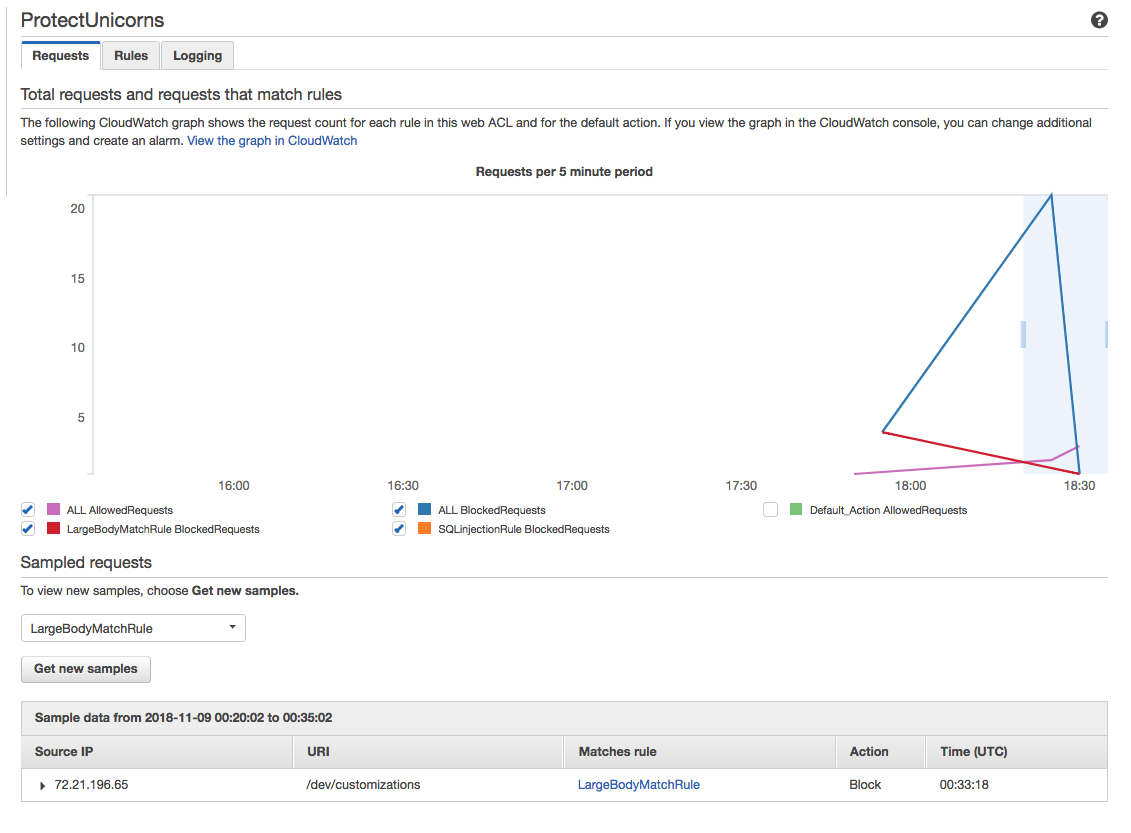 ProtectUnicorns
?
Requests Rules Logging
Total requests and requests that match rules
The following CloudWatch graph shows the request count for each rule in this web ACL and for the default action. If you view the graph in the CloudWatch console, you can change additional
settings and create an alarm. View the graph in CloudWatch
Requests per 5 minute period
20
15
10
5
16:00 16:30 17:00 17:30 18:00 18:30
ALL AllowedRequests ALL BlockedRequests Default_Action AllowedRequests
LargeBodyMatchRule BlockedRequests SQLinjectionRule BlockedRequests
Sampled requests
To view new samples, choose Get new samples.
LargeBodyMatchRule
Get new samples
Sample data from 2018-11-09 00:20:02 to 00:35:02
Source IP URI Matches rule Action Time (UTC)
72.21.196.65 /dev/customizations LargeBodyMatchRule Block 00:33:18